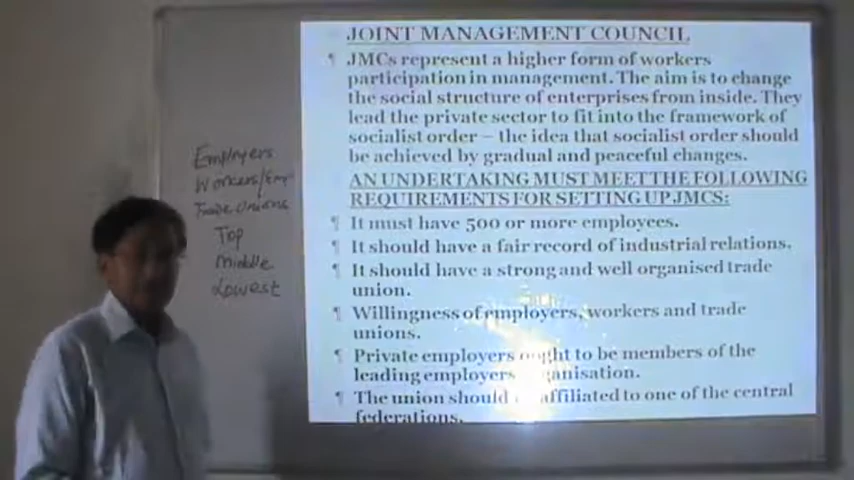 JOINT MANAGEMENT COUNCIL
¶ JMCs represent a higher form of workers
participation in management. The aim is to change
the social structure of enterprises from inside. They
lead the private sector to fit into the framework of
socialist order – the idea that socialist order should
be achieved by gradual and peaceful changes.
AN UNDERTAKING MUST MEET THE FOLLOWING
REQUIREMENTS FOR SETTING UP JMCS:
¶ It must have 500 or more employees.
¶ It should have a fair record of industrial relations.
¶ It should have a strong and well organised trade
union.
¶ Willingness of employers, workers and trade
unions.
¶ Private employers ought to be members of the
leading employers organisation.
¶ The union should be affiliated to one of the central
federations.
Employers
Workers/Emp
Trade Unions
Top
Middle
Lowest